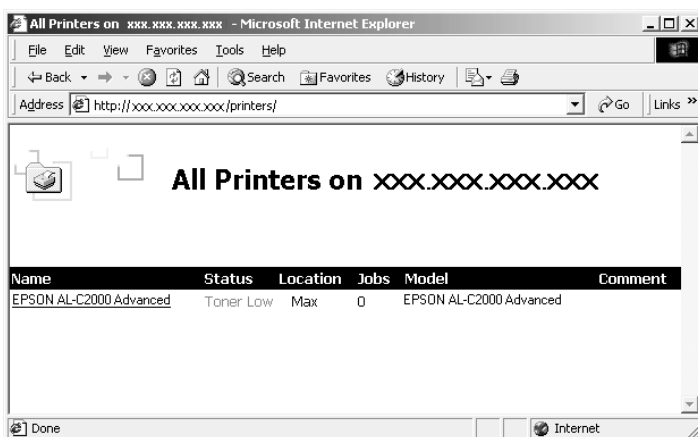 All Printers on xxx.xxx.xxx.xxx - Microsoft Internet Explorer
File Edit View Favorites Tools Help
Back Search Favorites History
Address http://xxx.xxx.xxx.xxx/printers/ Go Links »
All Printers on xxx.xxx.xxx.xxx
Name Status Location Jobs Model Comment
EPSON AL-C2000 Advanced Toner Low Max 0 EPSON AL-C2000 Advanced
Done Internet